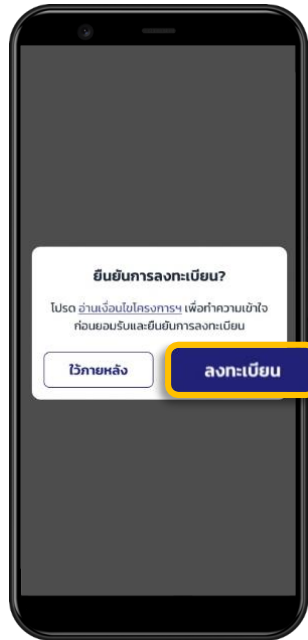 ยืนยันการลงทะเบียน?
โปรด อ่านเงื่อนไขโครงการฯ เพื่อทำความเข้าใจ
ก่อนยอมรับและยืนยันการลงทะเบียน
ไว้ภายหลัง ลงทะเบียน